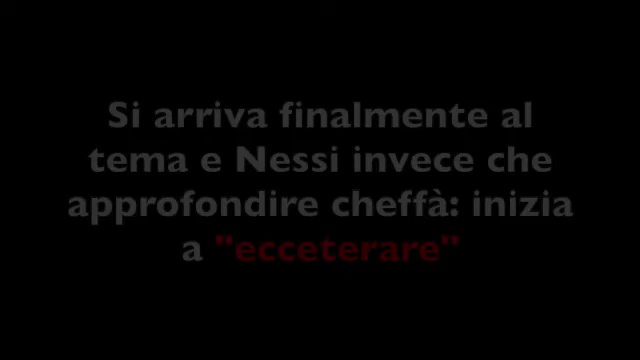 Si arriva finalmente al
tema e Nessi invece che
approfondire cheffà: inizia
a "ecceterare"